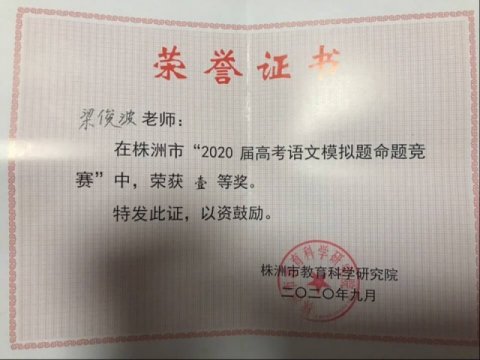 荣誉证书
梁俊波老师：
在株洲市“2020 届高考语文模拟题命题竞
赛”中，荣获 壹 等奖。
特发此证，以资鼓励。
株洲市教育科学研究院
二〇二〇年九月